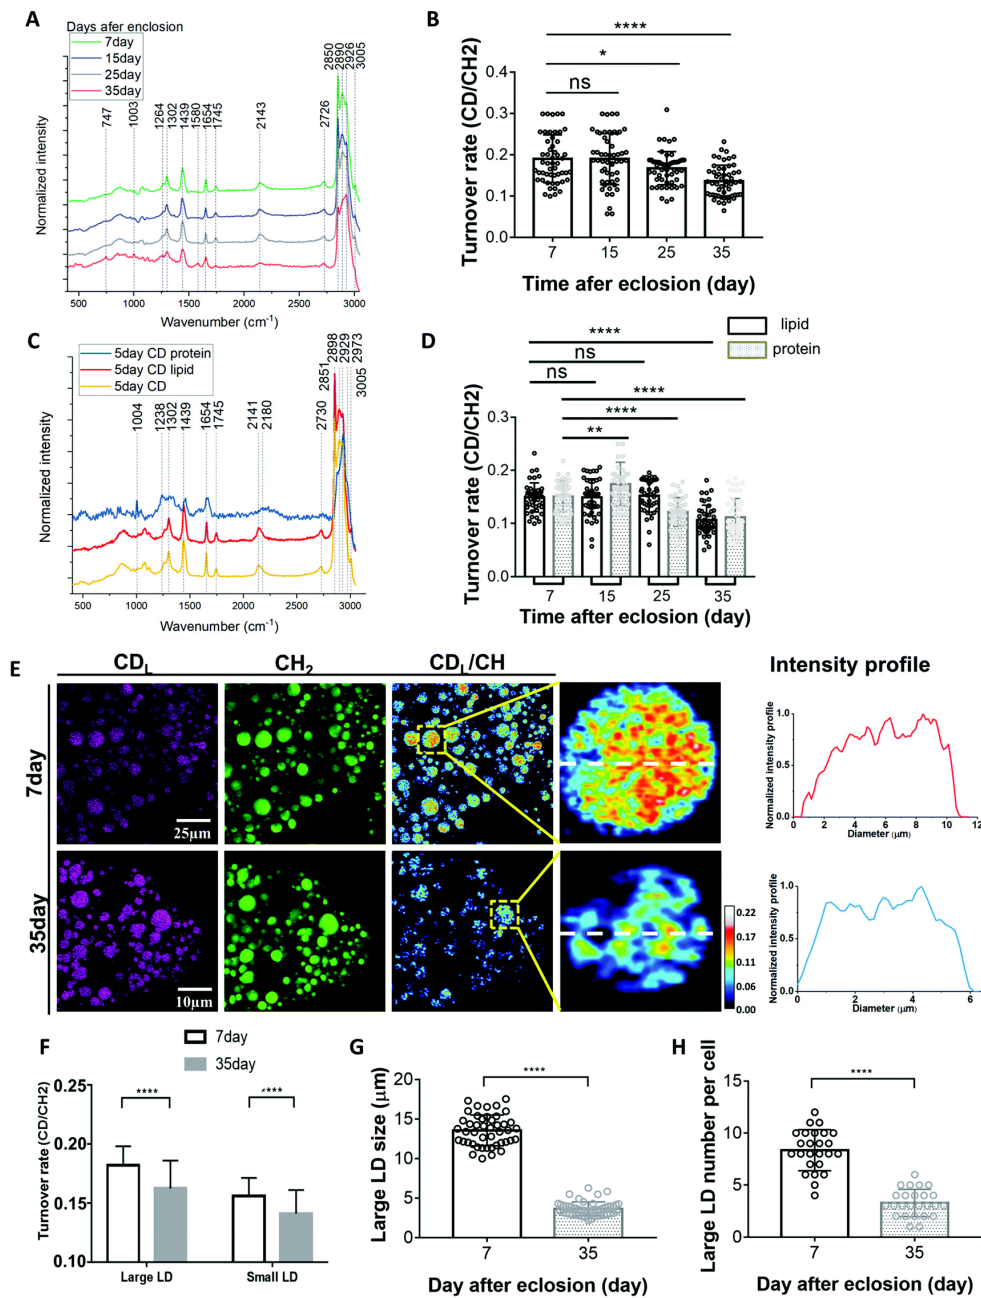 A
Days afer enclosion
7day
15day
25day
35day
747
1003
1264
1302
1439
1580
1654
1745
2143
2726
2850
2890
2926
3005
Normalized intensity
500 1000 1500 2000 2500 3000
Wavenumber (cm-1)
B
****
*
ns
Turnover rate (CD/CH2)
0.4
0.3
0.2
0.1
0.0
7 15 25 35
Time afer eclosion (day)
C
5day CD protein
5day CD lipid
5day CD
1004
1238
1302
1439
1654
1745
2141
2180
2730
2851
2898
2929
2973
3005
Normalized intensity
500 1000 1500 2000 2500 3000
Wavenumber (cm-1)
D
lipid
protein
****
ns
ns
****
****
**
Turnover rate (CD/CH2)
0.3
0.2
0.1
0.0
7 15 25 35
Time after eclosion (day)
E
CDL
CH2
CDL/CH
Intensity profile
7day
25µm
35day
10µm
0.22
0.17
0.11
0.06
0.00
Normalized intensity profile
1.0
0.5
0.0
0 2 4 6 8 10 12
Diameter (µm)
Normalized intensity profile
1.0
0.5
0.0
0 2 4 6
Diameter (µm)
F
7day
35day
Turnover rate (CD/CH2)
0.25
0.20
0.15
0.10
****
****
Large LD Small LD
G
****
Large LD size (µm)
20
15
10
5
0
7 35
Day after eclosion (day)
H
****
Large LD number per cell
15
10
5
0
7 35
Day after eclosion (day)